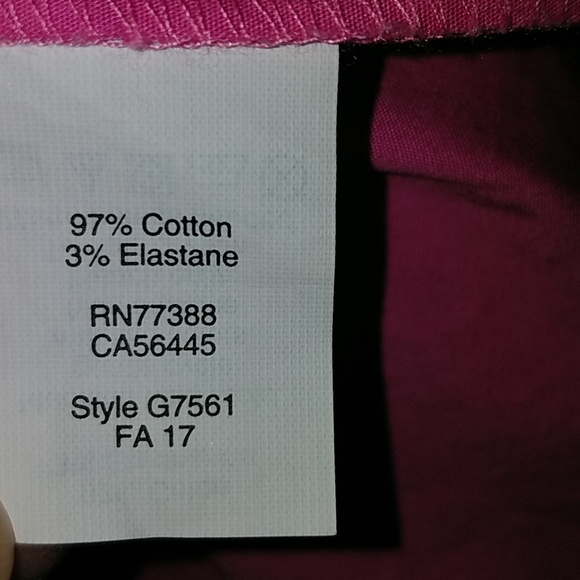 97% Cotton
3% Elastane
RN77388
CA56445
Style G7561
FA 17